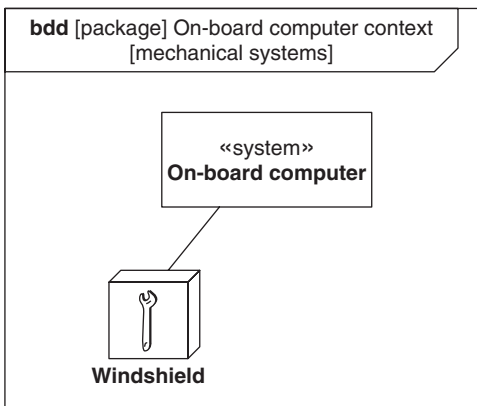 bdd [package] On-board computer context
[mechanical systems]
«system»
On-board computer
Windshield